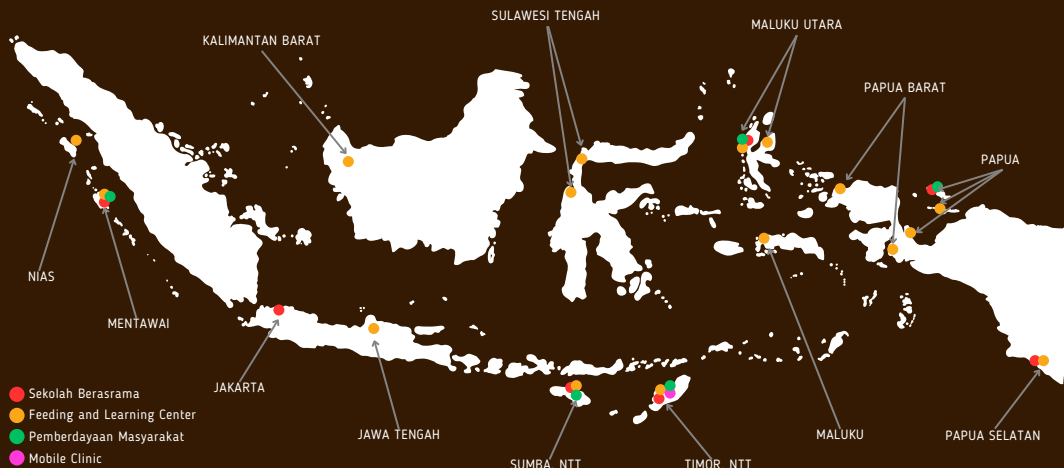 SULAWESI TENGAH
MALUKU UTARA
KALIMANTAN BARAT
PAPUA BARAT
PAPUA
NIAS
MENTAWAI
JAKARTA
Sekolah Berasrama
Feeding and Learning Center
Pemberdayaan Masyarakat
Mobile Clinic
JAWA TENGAH
MALUKU
PAPUA SELATAN
SUMBA, NTT
TIMOR, NTT